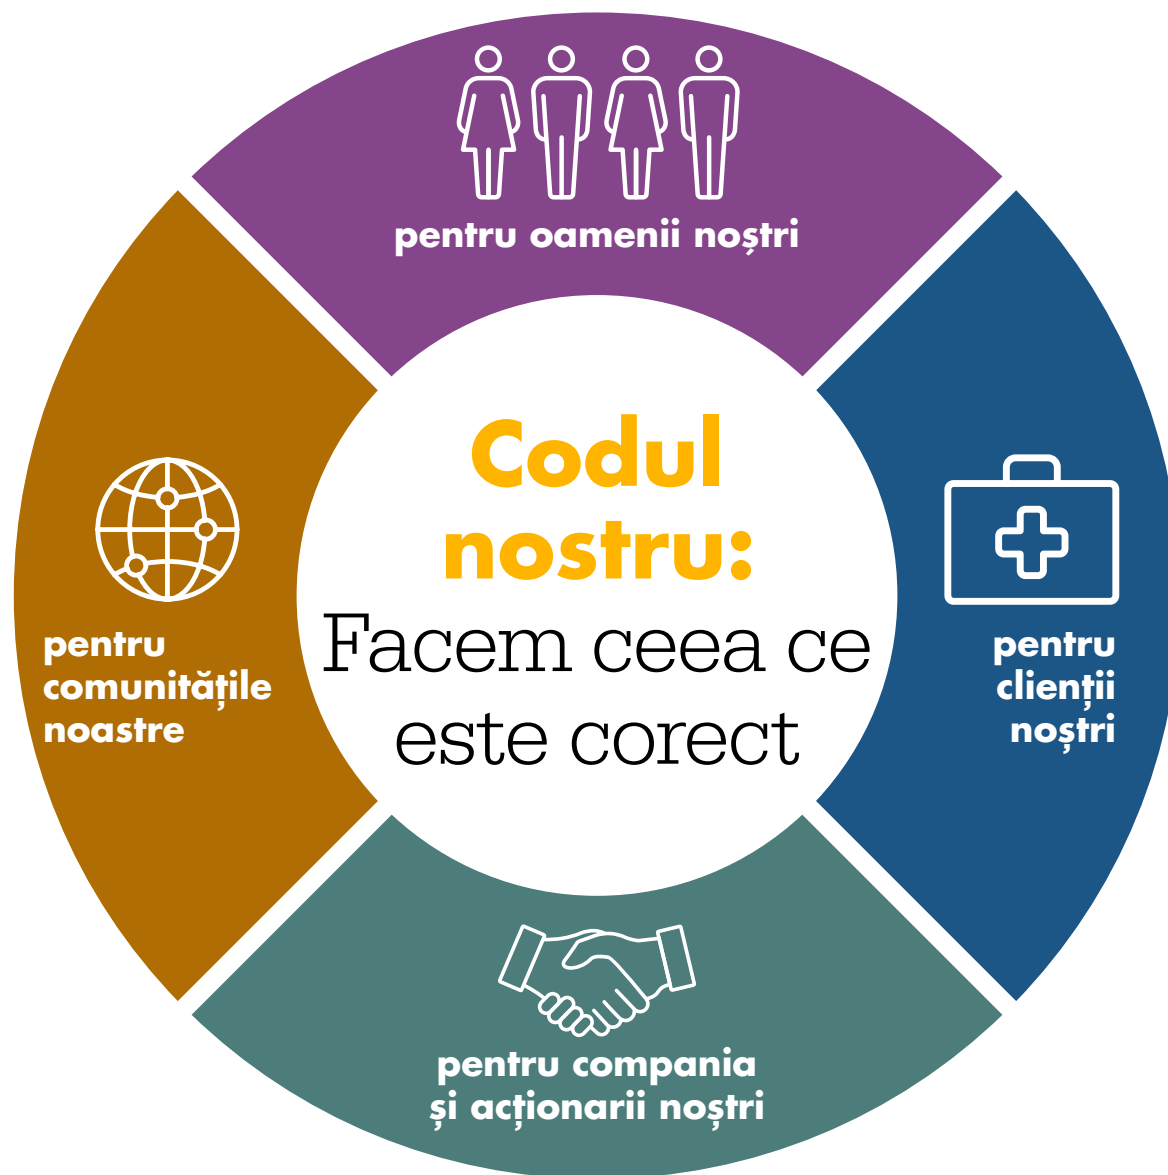 pentru oamenii noștri
Codul
nostru:
Facem ceea ce
este corect
pentru
comunitățile
noastre
pentru
clienții
noștri
pentru compania
și acționarii noștri